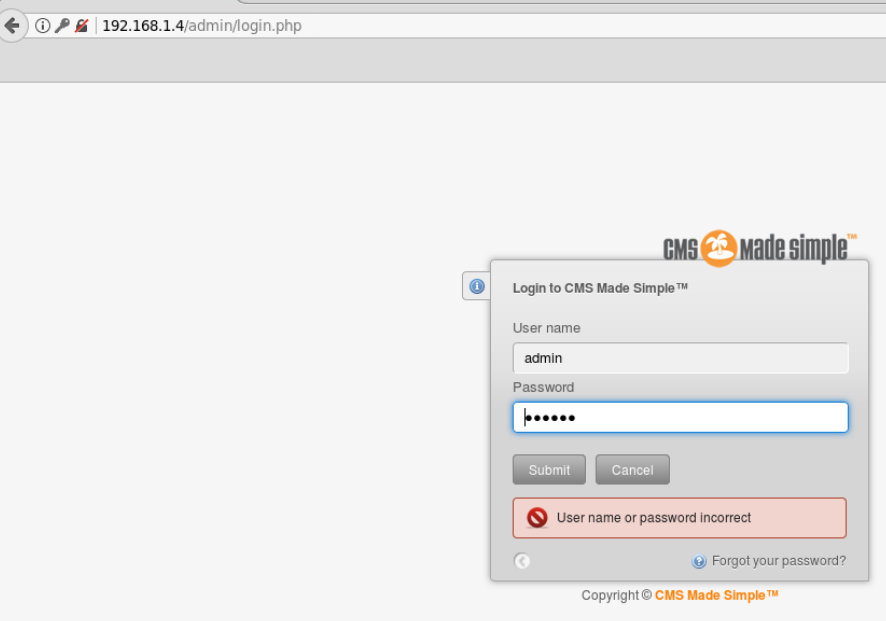 192.168.1.4/admin/login.php
CMS Made Simple™
Login to CMS Made Simple™
User name
admin
Password
••••••
Submit Cancel
User name or password incorrect
Forgot your password?
Copyright © CMS Made Simple™